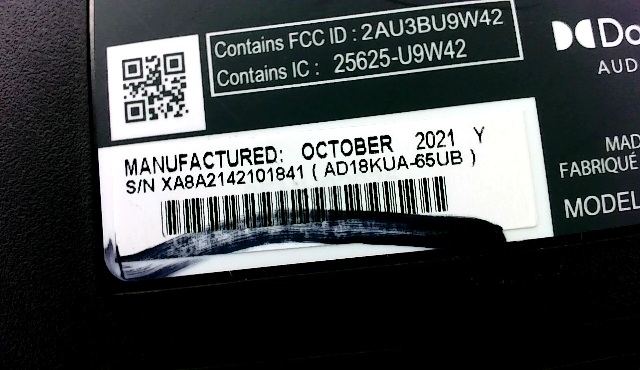 Contains FCC ID : 2AU3BU9W42
Contains IC : 25625-U9W42
MANUFACTURED: OCTOBER 2021 Y
S/N XA8A2142101841 ( AD18KUA-65UB )
AUD
MAD
FABRIQUÉ
MODEL